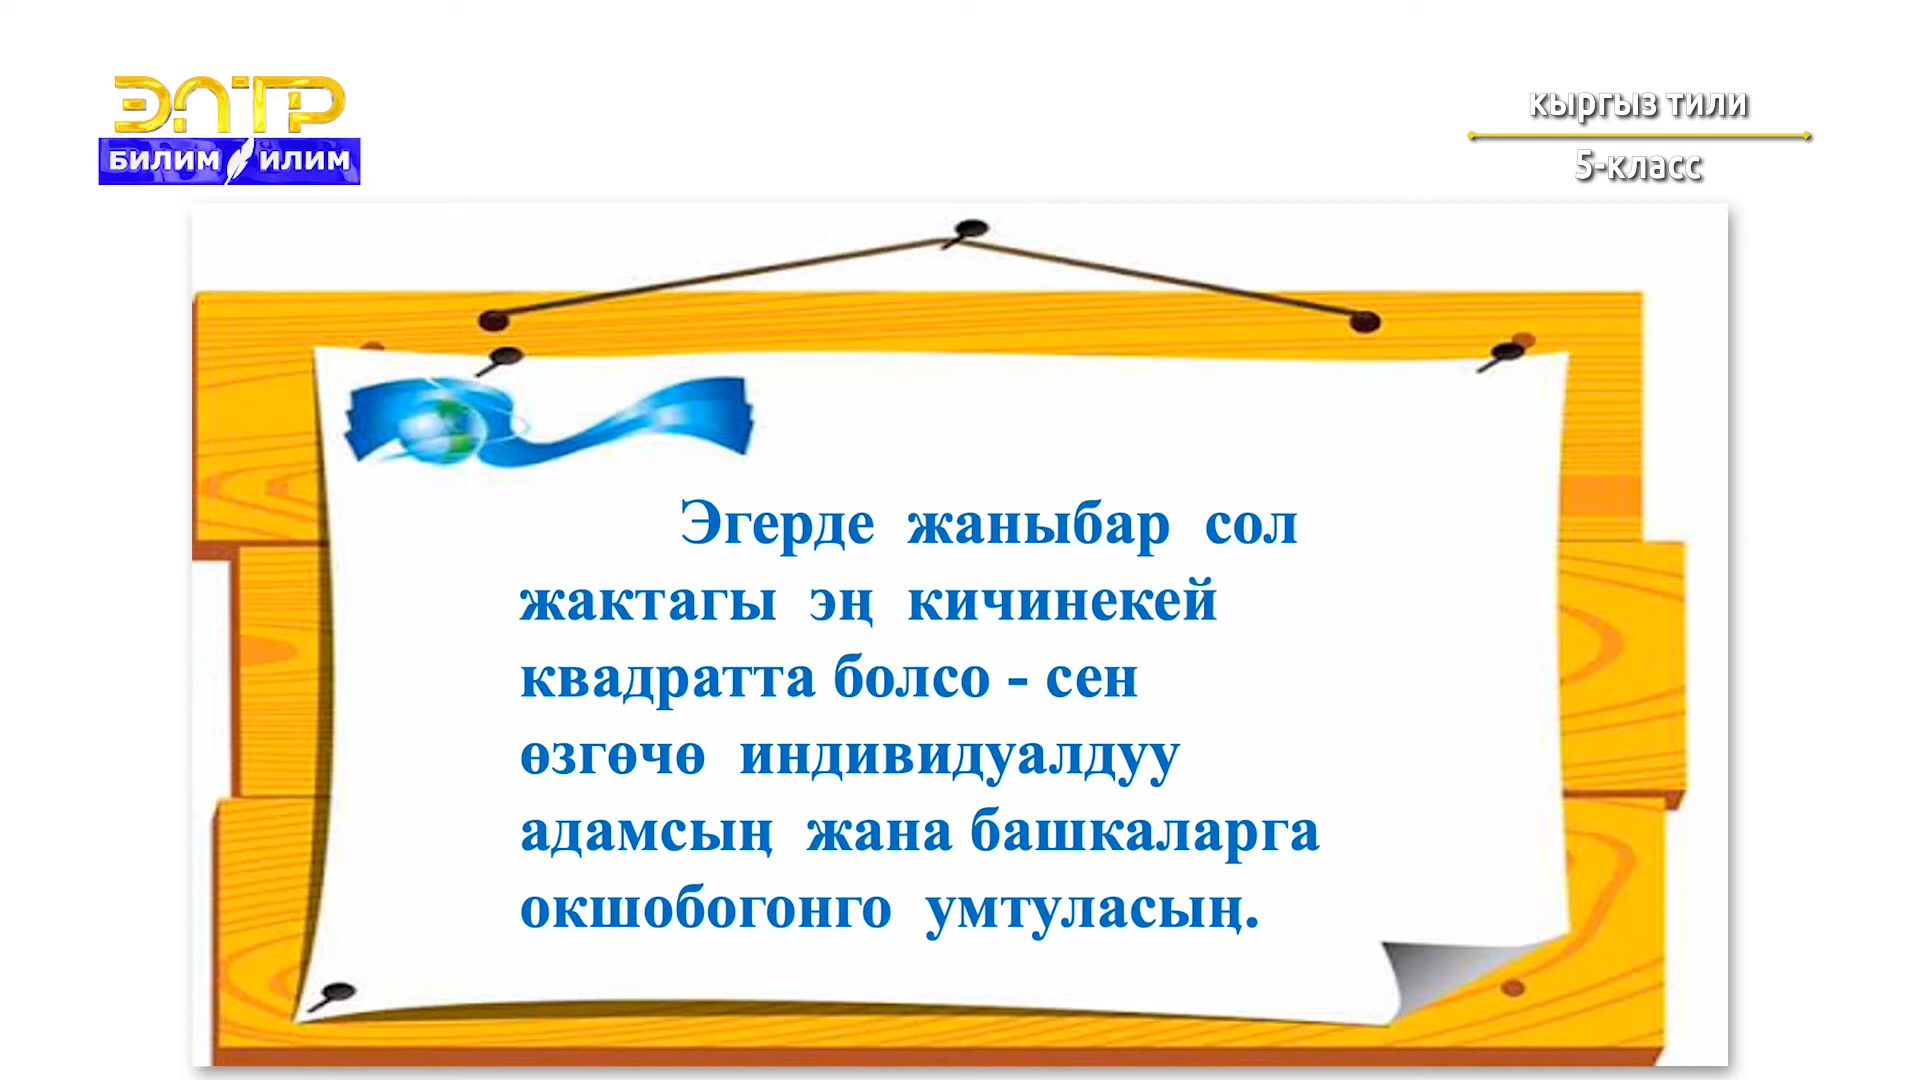 ЭЛТР
БИЛИМ ИЛИМ
кыргыз тили
5-класс
Эгерде жаныбар сол
жактагы эң кичинекей
квадратта болсо - сен
өзгөчө индивидуалдуу
адамсың жана башкаларга
окшобогонго умтуласың.